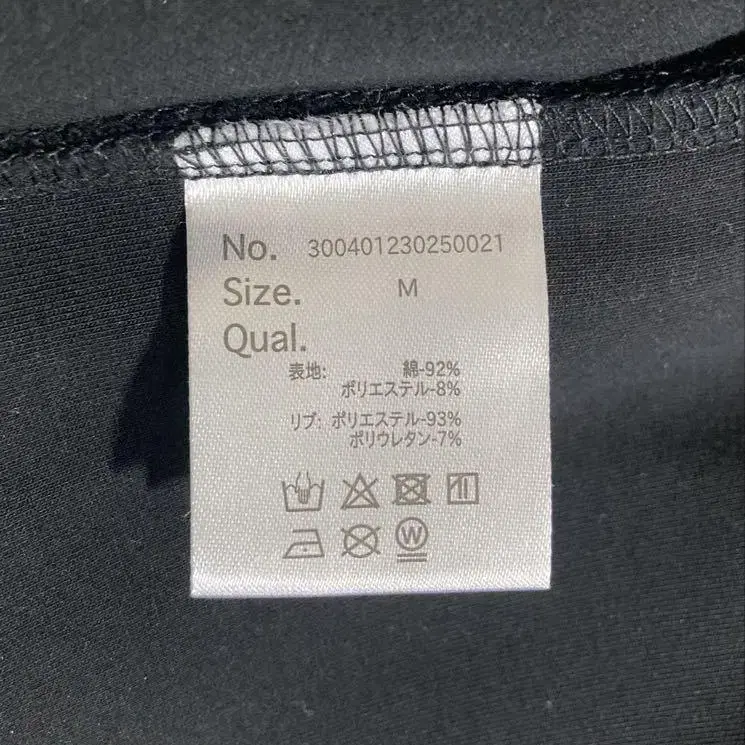 No. 300401230250021
Size. M
Qual.
表地: 綿-92%
ポリエステル-8%
リブ: ポリエステル-93%
ポリウレタン-7%
W